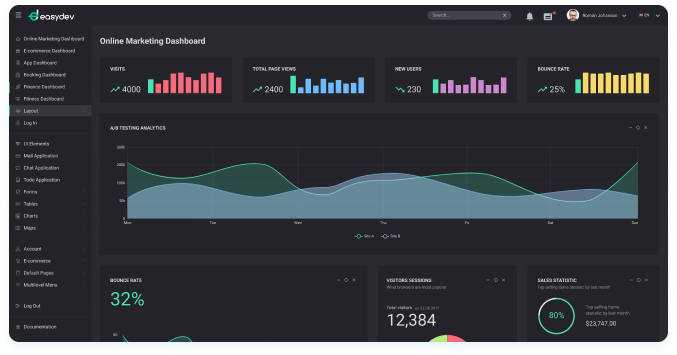 easydev
Search...
Roman Johanson
EN
Online Marketing Dashboard
E-commerce Dashboard
App Dashboard
Booking Dashboard
Finance Dashboard
Fitness Dashboard
Layout
Log In
UI Elements
Mail Application
Chat Application
Todo Application
Forms
Tables
Charts
Maps
Account
E-commerce
Default Pages
Multilevel Menu
Log Out
Documentation
Online Marketing Dashboard
VISITS
4000
TOTAL PAGE VIEWS
2400
NEW USERS
230
BOUNCE RATE
25%
A/B TESTING ANALYTICS
200k
100k
50k
Mon
Tue
Wed
Thu
Fri
Sat
Sun
Site A
Site B
BOUNCE RATE
32%
VISITORS SESSIONS
What browsers are most popular
Total visitors
12,384
SALES STATISTIC
Top selling items statistic by last month
80%
Top selling items
statistic by last month
$23,747.00